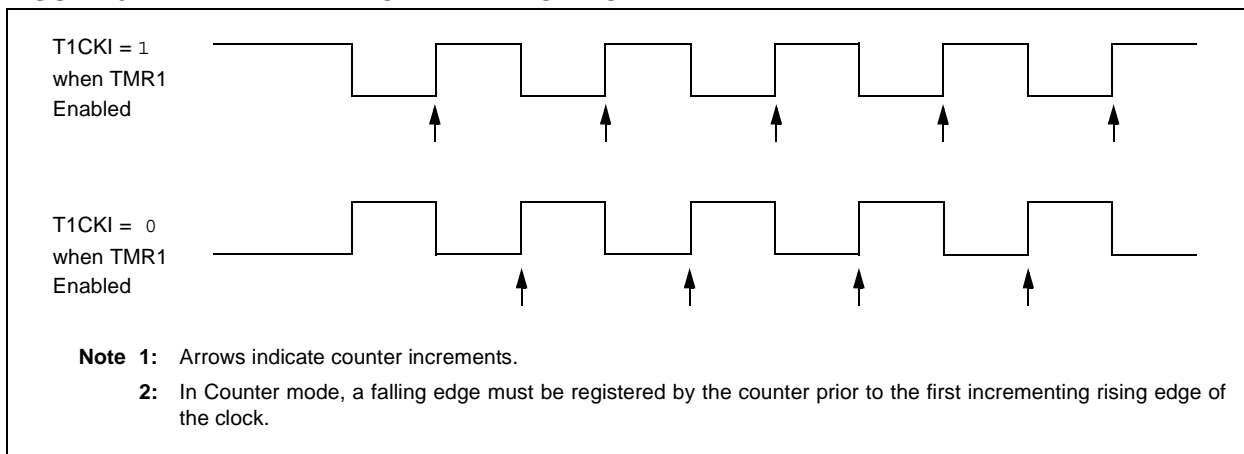 T1CKI = 1
when TMR1
Enabled
T1CKI = 0
when TMR1
Enabled
Note 1: Arrows indicate counter increments.
2: In Counter mode, a falling edge must be registered by the counter prior to the first incrementing rising edge of
the clock.